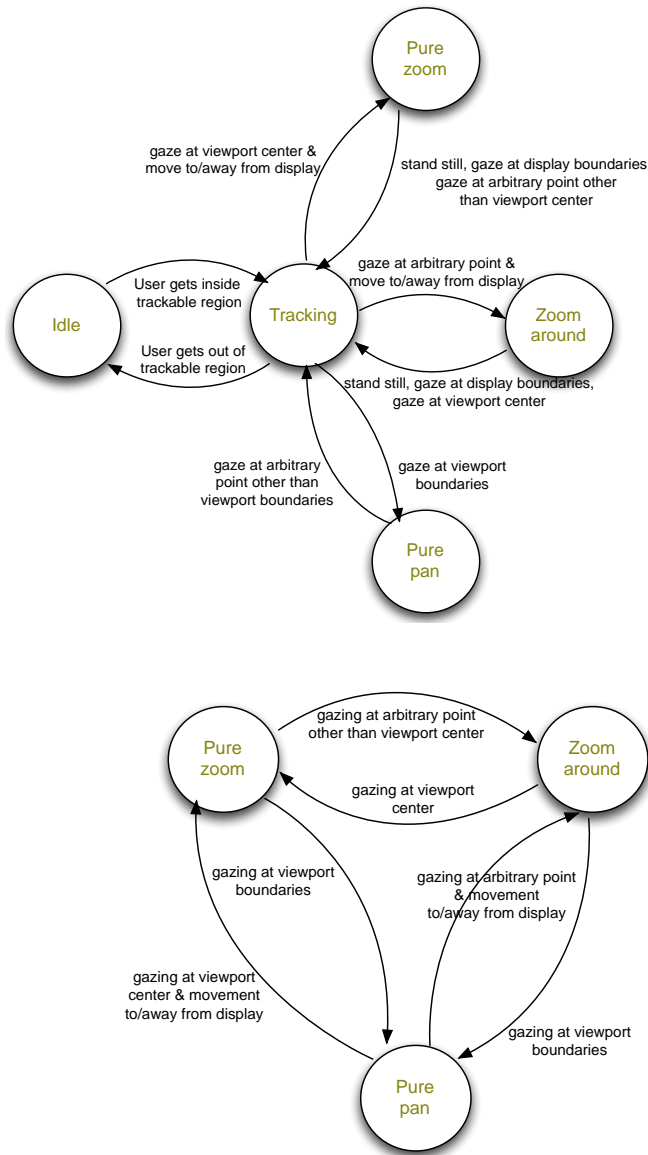 Pure
zoom
gaze at viewport center &
move to/away from display
stand still, gaze at display boundaries
gaze at arbitrary point other
than viewport center
User gets inside
trackable region
gaze at arbitrary point &
move to/away from display
Idle
Tracking
Zoom
around
User gets out of
trackable region
stand still, gaze at display boundaries,
gaze at viewport center
gaze at arbitrary
point other than
viewport boundaries
gaze at viewport
boundaries
Pure
pan
gazing at arbitrary point
other than viewport center
Pure
zoom
Zoom
around
gazing at viewport
center
gazing at viewport
boundaries
gazing at arbitrary point
& movement
to/away from display
gazing at viewport
center & movement
to/away from display
gazing at viewport
boundaries
Pure
pan